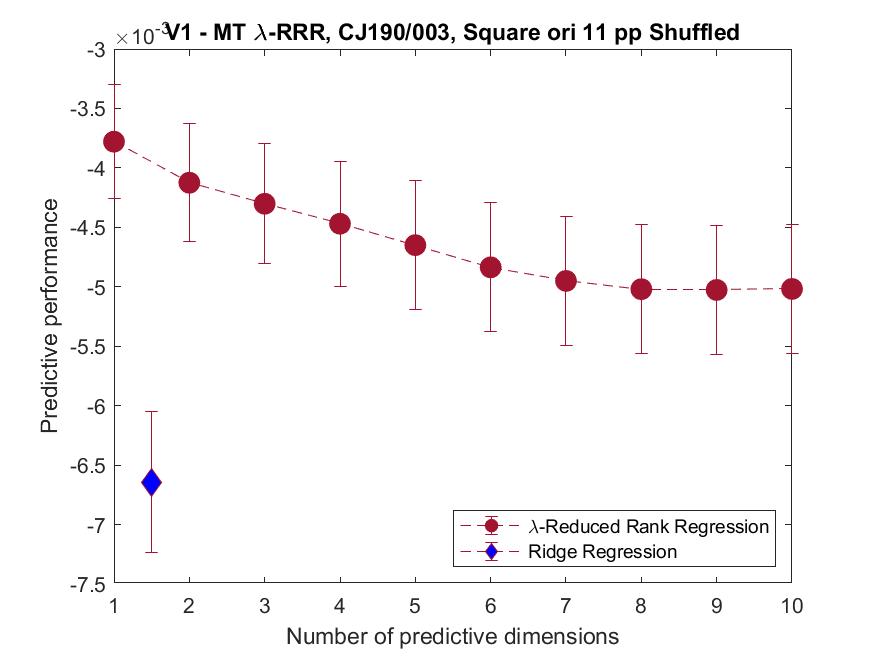 ×10-3
V1 - MT λ-RRR, CJ190/003, Square ori 11 pp Shuffled
-3
-3.5
-4
-4.5
-5
-5.5
-6
-6.5
-7
-7.5
Predictive performance
λ-Reduced Rank Regression
Ridge Regression
1 2 3 4 5 6 7 8 9 10
Number of predictive dimensions